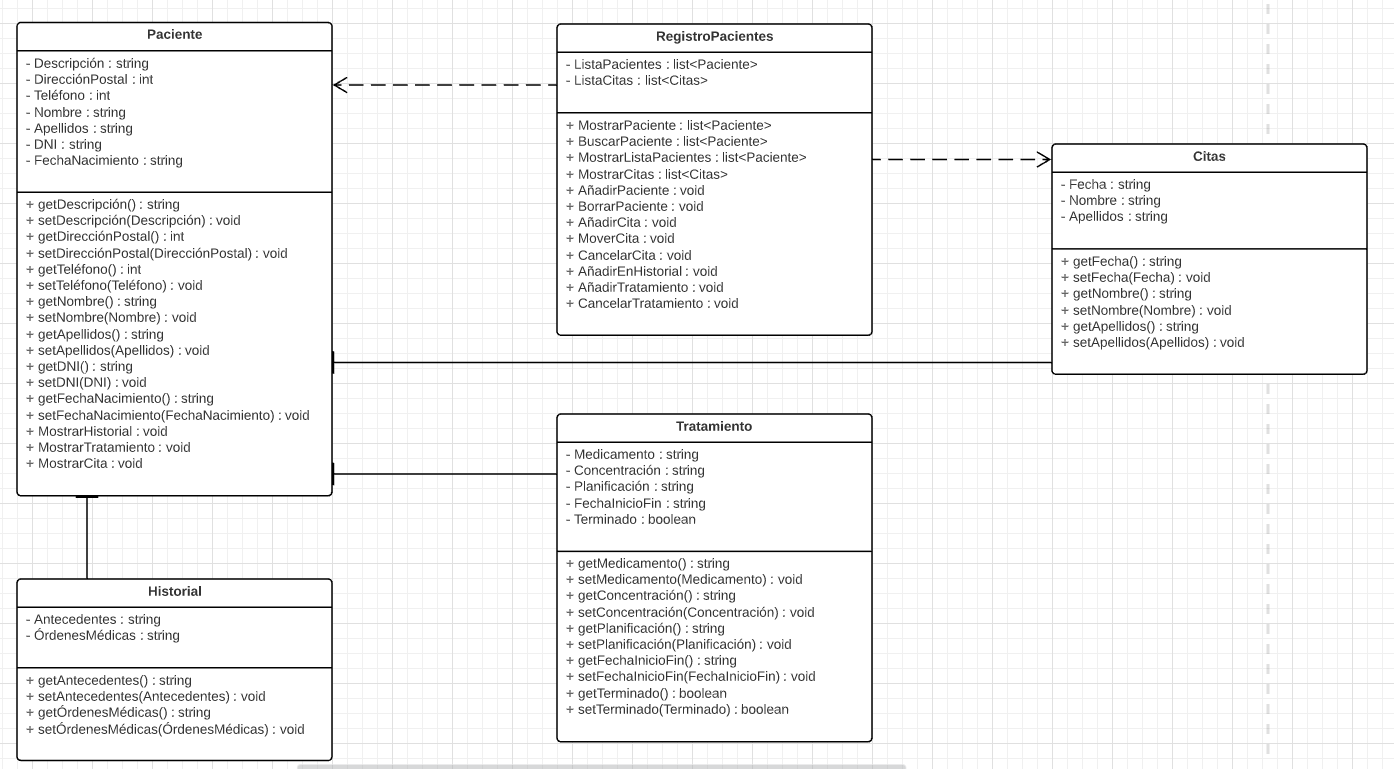 Paciente
- Descripción : string
- DirecciónPostal : int
- Teléfono : int
- Nombre : string
- Apellidos : string
- DNI : string
- FechaNacimiento : string
+ getDescripción() : string
+ setDescripción(Descripción) : void
+ getDirecciónPostal() : int
+ setDirecciónPostal(DirecciónPostal) : void
+ getTeléfono() : int
+ setTeléfono(Teléfono) : void
+ getNombre() : string
+ setNombre(Nombre) : void
+ getApellidos() : string
+ setApellidos(Apellidos) : void
+ getDNI() : string
+ setDNI(DNI) : void
+ getFechaNacimiento() : string
+ setFechaNacimiento(FechaNacimiento) : void
+ MostrarHistorial : void
+ MostrarTratamiento : void
+ MostrarCita : void
RegistroPacientes
- ListaPacientes : list<Paciente>
- ListaCitas : list<Citas>
+ MostrarPaciente : list<Paciente>
+ BuscarPaciente : list<Paciente>
+ MostrarListaPacientes : list<Paciente>
+ MostrarCitas : list<Citas>
+ AñadirPaciente : void
+ BorrarPaciente : void
+ AñadirCita : void
+ MoverCita : void
+ CancelarCita : void
+ AñadirEnHistorial : void
+ AñadirTratamiento : void
+ CancelarTratamiento : void
Citas
- Fecha : string
- Nombre : string
- Apellidos : string
+ getFecha() : string
+ setFecha(Fecha) : void
+ getNombre() : string
+ setNombre(Nombre) : void
+ getApellidos() : string
+ setApellidos(Apellidos) : void
Tratamiento
- Medicamento : string
- Concentración : string
- Planificación : string
- FechaInicioFin : string
- Terminado : boolean
+ getMedicamento() : string
+ setMedicamento(Medicamento) : void
+ getConcentración() : string
+ setConcentración(Concentración) : void
+ getPlanificación() : string
+ setPlanificación(Planificación) : void
+ getFechaInicioFin() : string
+ setFechaInicioFin(FechaInicioFin) : void
+ getTerminado() : boolean
+ setTerminado(Terminado) : boolean
Historial
- Antecedentes : string
- ÓrdenesMédicas : string
+ getAntecedentes() : string
+ setAntecedentes(Antecedentes) : void
+ getÓrdenesMédicas() : string
+ setÓrdenesMédicas(ÓrdenesMédicas) : void